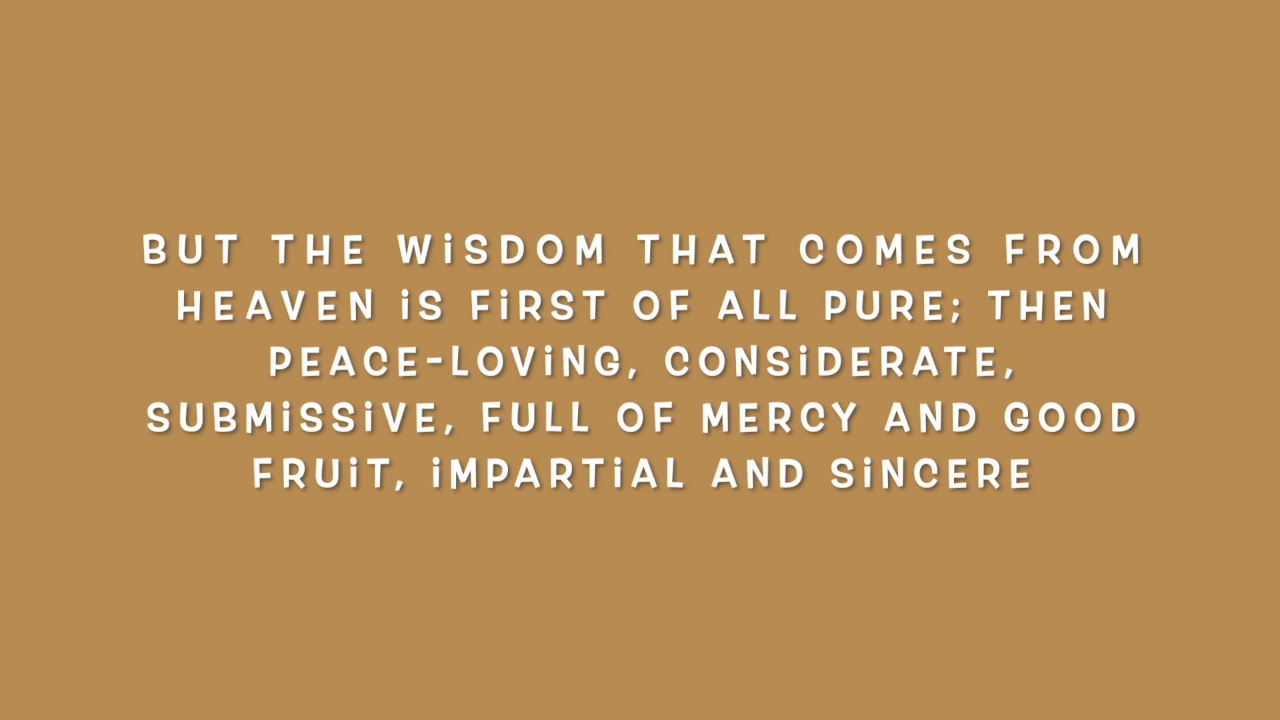 BUT THE WiSDOM THAT COMES FROM
HEAVEN iS FiRST OF ALL PURE; THEN
PEACE-LOViNG, CONSiDERATE,
SUBMiSSiVE, FULL OF MERCY AND GOOD
FRUiT, iMPARTiAL AND SiNCERE